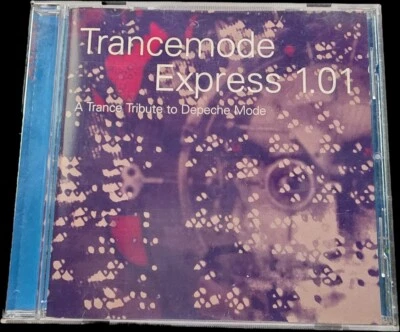 Trancemode
Express 1.01
A Trance Tribute to Depeche Mode